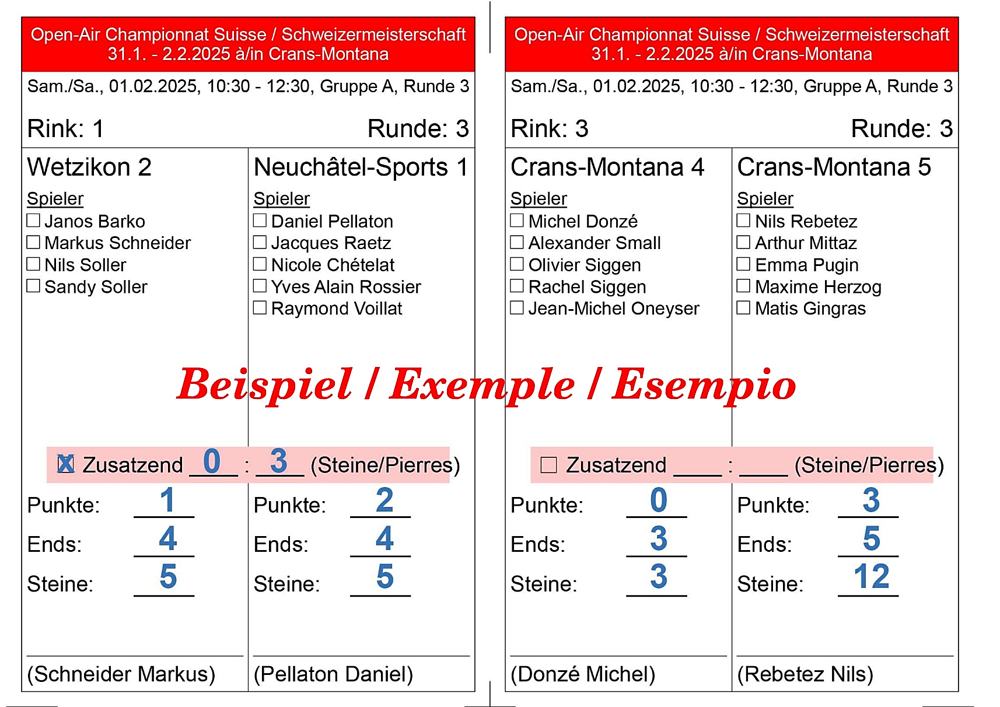 Open-Air Championnat Suisse / Schweizermeisterschaft
31.1. - 2.2.2025 à/in Crans-Montana
Sam./Sa., 01.02.2025, 10:30 - 12:30, Gruppe A, Runde 3
Rink: 1 Runde: 3
Wetzikon 2
Spieler
Janos Barko
Markus Schneider
Nils Soller
Sandy Soller
Neuchâtel-Sports 1
Spieler
Daniel Pellaton
Jacques Raetz
Nicole Chételat
Yves Alain Rossier
Raymond Voillat
x Zusatzend 0 : 3 (Steine/Pierres)
Punkte: 1
Ends: 4
Steine: 5
(Schneider Markus)
Punkte: 2
Ends: 4
Steine: 5
(Pellaton Daniel)
Open-Air Championnat Suisse / Schweizermeisterschaft
31.1. - 2.2.2025 à/in Crans-Montana
Sam./Sa., 01.02.2025, 10:30 - 12:30, Gruppe A, Runde 3
Rink: 3 Runde: 3
Crans-Montana 4
Spieler
Michel Donzé
Alexander Small
Olivier Siggen
Rachel Siggen
Jean-Michel Oneyser
Crans-Montana 5
Spieler
Nils Rebetez
Arthur Mittaz
Emma Pugin
Maxime Herzog
Matis Gingras
Beispiel / Exemple / Esempio
Zusatzend ____ : ____ (Steine/Pierres)
Punkte: 0
Ends: 3
Steine: 3
(Donzé Michel)
Punkte: 3
Ends: 5
Steine: 12
(Rebetez Nils)